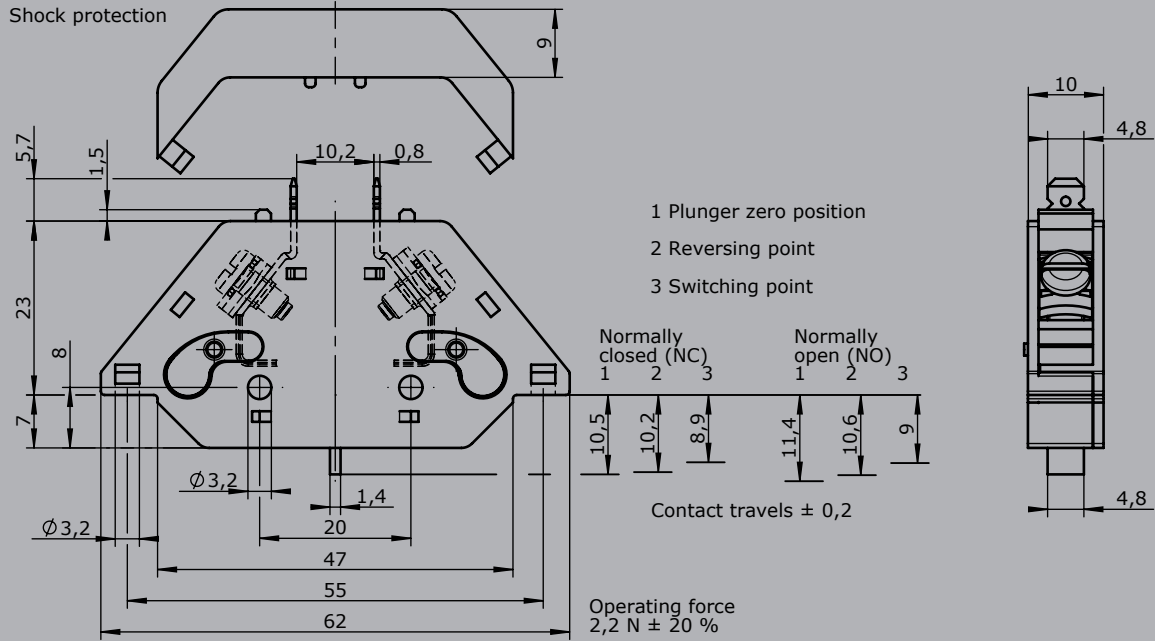 Shock protection
9
10
4,8
5,7
1,5
10,2
0,8
1 Plunger zero position
2 Reversing point
3 Switching point
23
8
7
Normally
closed (NC)
1 2 3
Normally
open (NO)
1 2 3
10,5
10,2
8,9
11,4
10,6
9
Ø3,2
1,4
Contact travels ± 0,2
4,8
Ø3,2
20
47
55
62
Operating force
2,2 N ± 20 %